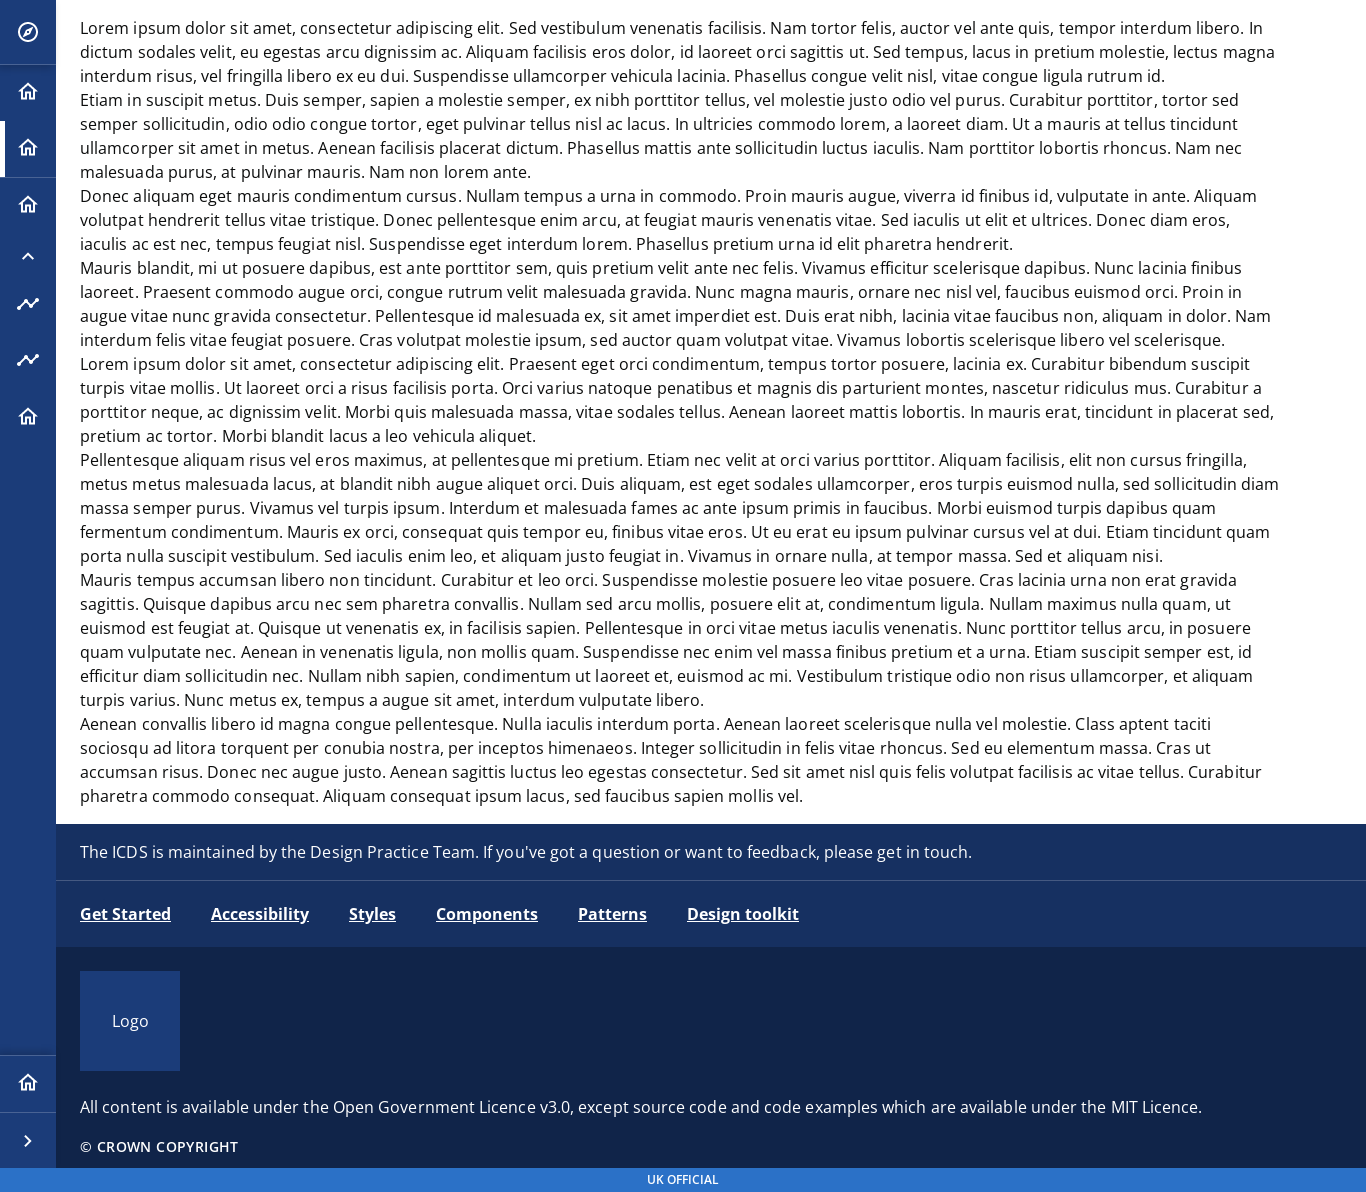 Lorem ipsum dolor sit amet, consectetur adipiscing elit. Sed vestibulum venenatis facilisis. Nam tortor felis, auctor vel ante quis, tempor interdum libero. In
dictum sodales velit, eu egestas arcu dignissim ac. Aliquam facilisis eros dolor, id laoreet orci sagittis ut. Sed tempus, lacus in pretium molestie, lectus magna
interdum risus, vel fringilla libero ex eu dui. Suspendisse ullamcorper vehicula lacinia. Phasellus congue velit nisl, vitae congue ligula rutrum id.
Etiam in suscipit metus. Duis semper, sapien a molestie semper, ex nibh porttitor tellus, vel molestie justo odio vel purus. Curabitur porttitor, tortor sed
semper sollicitudin, odio odio congue tortor, eget pulvinar tellus nisl ac lacus. In ultricies commodo lorem, a laoreet diam. Ut a mauris at tellus tincidunt
ullamcorper sit amet in metus. Aenean facilisis placerat dictum. Phasellus mattis ante sollicitudin luctus iaculis. Nam porttitor lobortis rhoncus. Nam nec
malesuada purus, at pulvinar mauris. Nam non lorem ante.
Donec aliquam eget mauris condimentum cursus. Nullam tempus a urna in commodo. Proin mauris augue, viverra id finibus id, vulputate in ante. Aliquam
volutpat hendrerit tellus vitae tristique. Donec pellentesque enim arcu, at feugiat mauris venenatis vitae. Sed iaculis ut elit et ultrices. Donec diam eros,
iaculis ac est nec, tempus feugiat nisl. Suspendisse eget interdum lorem. Phasellus pretium urna id elit pharetra hendrerit.
Mauris blandit, mi ut posuere dapibus, est ante porttitor sem, quis pretium velit ante nec felis. Vivamus efficitur scelerisque dapibus. Nunc lacinia finibus
laoreet. Praesent commodo augue orci, congue rutrum velit malesuada gravida. Nunc magna mauris, ornare nec nisl vel, faucibus euismod orci. Proin in
augue vitae nunc gravida consectetur. Pellentesque id malesuada ex, sit amet imperdiet est. Duis erat nibh, lacinia vitae faucibus non, aliquam in dolor. Nam
interdum felis vitae feugiat posuere. Cras volutpat molestie ipsum, sed auctor quam volutpat vitae. Vivamus lobortis scelerisque libero vel scelerisque.
Lorem ipsum dolor sit amet, consectetur adipiscing elit. Praesent eget orci condimentum, tempus tortor posuere, lacinia ex. Curabitur bibendum suscipit
turpis vitae mollis. Ut laoreet orci a risus facilisis porta. Orci varius natoque penatibus et magnis dis parturient montes, nascetur ridiculus mus. Curabitur a
porttitor neque, ac dignissim velit. Morbi quis malesuada massa, vitae sodales tellus. Aenean laoreet mattis lobortis. In mauris erat, tincidunt in placerat sed,
pretium ac tortor. Morbi blandit lacus a leo vehicula aliquet.
Pellentesque aliquam risus vel eros maximus, at pellentesque mi pretium. Etiam nec velit at orci varius porttitor. Aliquam facilisis, elit non cursus fringilla,
metus metus malesuada lacus, at blandit nibh augue aliquet orci. Duis aliquam, est eget sodales ullamcorper, eros turpis euismod nulla, sed sollicitudin diam
massa semper purus. Vivamus vel turpis ipsum. Interdum et malesuada fames ac ante ipsum primis in faucibus. Morbi euismod turpis dapibus quam
fermentum condimentum. Mauris ex orci, consequat quis tempor eu, finibus vitae eros. Ut eu erat eu ipsum pulvinar cursus vel at dui. Etiam tincidunt quam
porta nulla suscipit vestibulum. Sed iaculis enim leo, et aliquam justo feugiat in. Vivamus in ornare nulla, at tempor massa. Sed et aliquam nisi.
Mauris tempus accumsan libero non tincidunt. Curabitur et leo orci. Suspendisse molestie posuere leo vitae posuere. Cras lacinia urna non erat gravida
sagittis. Quisque dapibus arcu nec sem pharetra convallis. Nullam sed arcu mollis, posuere elit at, condimentum ligula. Nullam maximus nulla quam, ut
euismod est feugiat at. Quisque ut venenatis ex, in facilisis sapien. Pellentesque in orci vitae metus iaculis venenatis. Nunc porttitor tellus arcu, in posuere
quam vulputate nec. Aenean in venenatis ligula, non mollis quam. Suspendisse nec enim vel massa finibus pretium et a urna. Etiam suscipit semper est, id
efficitur diam sollicitudin nec. Nullam nibh sapien, condimentum ut laoreet et, euismod ac mi. Vestibulum tristique odio non risus ullamcorper, et aliquam
turpis varius. Nunc metus ex, tempus a augue sit amet, interdum vulputate libero.
Aenean convallis libero id magna congue pellentesque. Nulla iaculis interdum porta. Aenean laoreet scelerisque nulla vel molestie. Class aptent taciti
sociosqu ad litora torquent per conubia nostra, per inceptos himenaeos. Integer sollicitudin in felis vitae rhoncus. Sed eu elementum massa. Cras ut
accumsan risus. Donec nec augue justo. Aenean sagittis luctus leo egestas consectetur. Sed sit amet nisl quis felis volutpat facilisis ac vitae tellus. Curabitur
pharetra commodo consequat. Aliquam consequat ipsum lacus, sed faucibus sapien mollis vel.
The ICDS is maintained by the Design Practice Team. If you've got a question or want to feedback, please get in touch.
Get Started Accessibility Styles Components Patterns Design toolkit
Logo
All content is available under the Open Government Licence v3.0, except source code and code examples which are available under the MIT Licence.
© CROWN COPYRIGHT
UK OFFICIAL